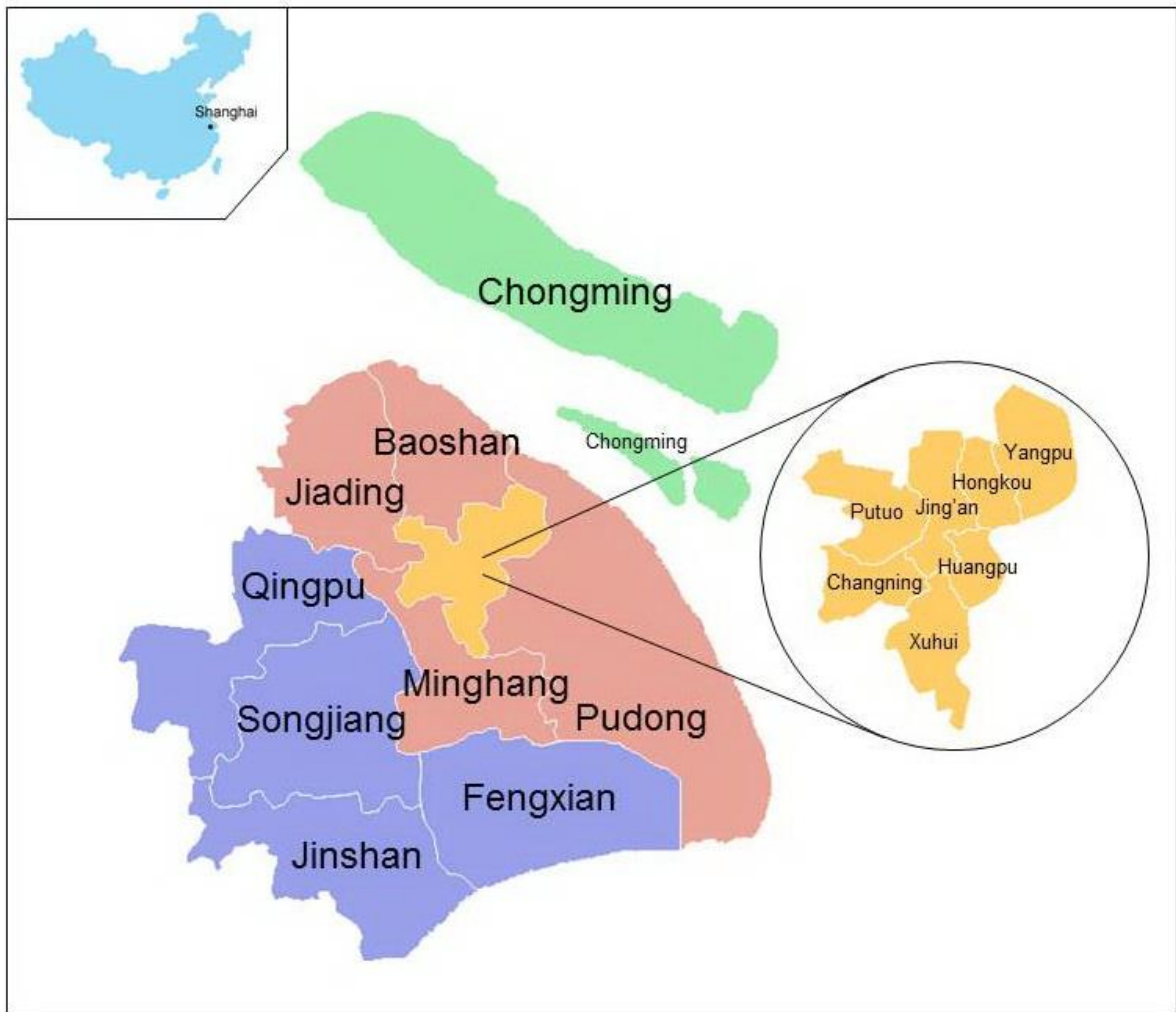 Shanghai
Chongming
Chongming
Baoshan
Jiading
Qingpu
Minghang
Songjiang
Pudong
Fengxian
Jinshan
Yangpu
Hongkou
Jing'an
Putuo
Huangpu
Changning
Xuhui